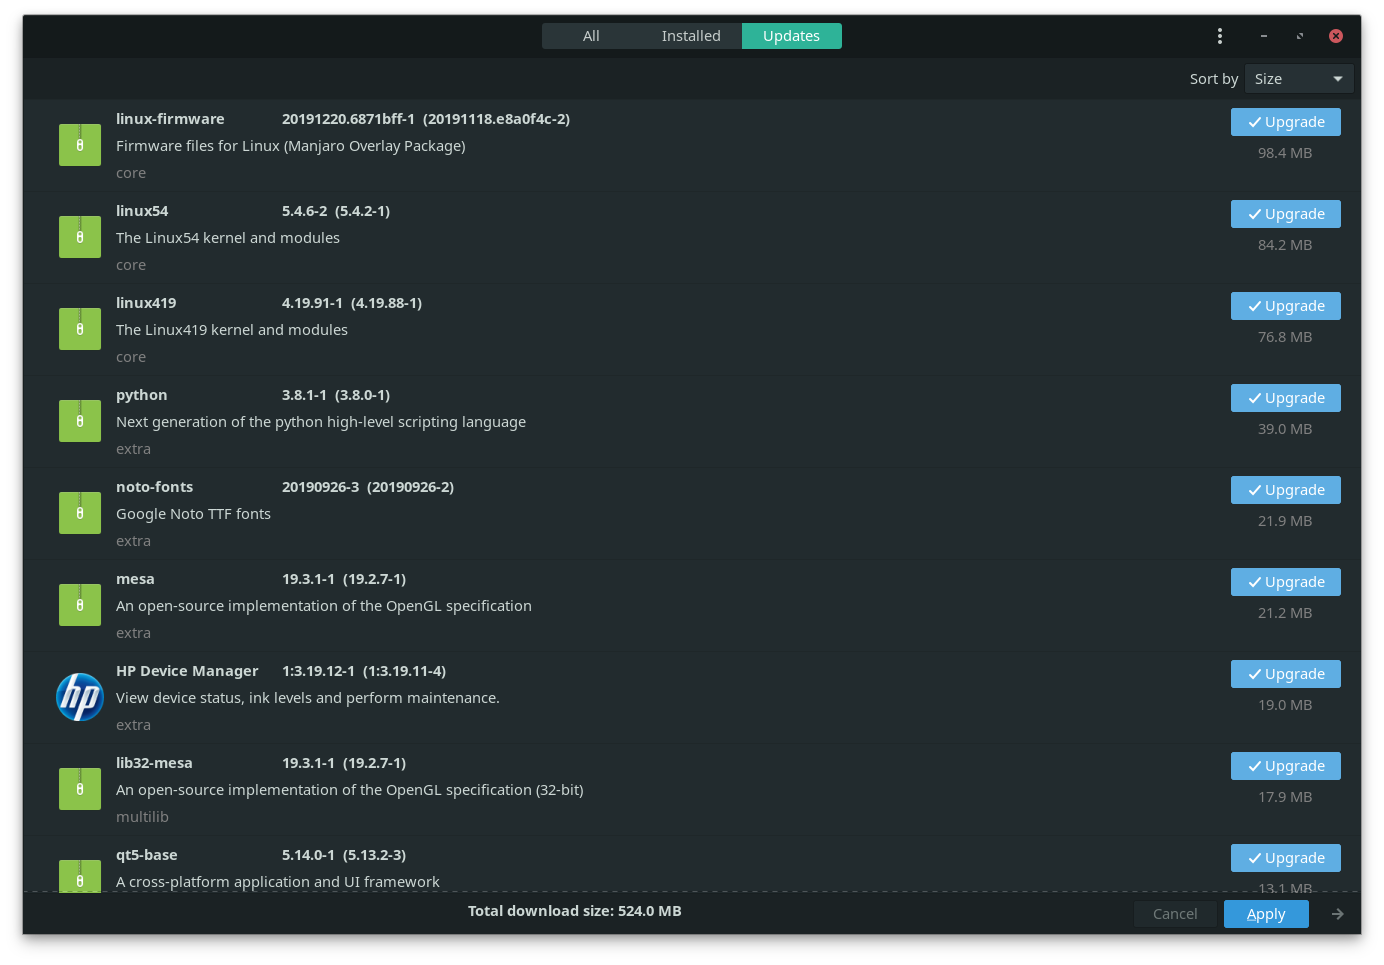 All Installed Updates
Sort by Size
linux-firmware 20191220.6871bff-1 (20191118.e8a0f4c-2) Upgrade
Firmware files for Linux (Manjaro Overlay Package) 98.4 MB
core
linux54 5.4.6-2 (5.4.2-1) Upgrade
The Linux54 kernel and modules 84.2 MB
core
linux419 4.19.91-1 (4.19.88-1) Upgrade
The Linux419 kernel and modules 76.8 MB
core
python 3.8.1-1 (3.8.0-1) Upgrade
Next generation of the python high-level scripting language 39.0 MB
extra
noto-fonts 20190926-3 (20190926-2) Upgrade
Google Noto TTF fonts 21.9 MB
extra
mesa 19.3.1-1 (19.2.7-1) Upgrade
An open-source implementation of the OpenGL specification 21.2 MB
extra
HP Device Manager 1:3.19.12-1 (1:3.19.11-4) Upgrade
hp View device status, ink levels and perform maintenance. 19.0 MB
extra
lib32-mesa 19.3.1-1 (19.2.7-1) Upgrade
An open-source implementation of the OpenGL specification (32-bit) 17.9 MB
multilib
qt5-base 5.14.0-1 (5.13.2-3) Upgrade
A cross-platform application and UI framework 13.1 MB
Total download size: 524.0 MB Cancel Apply